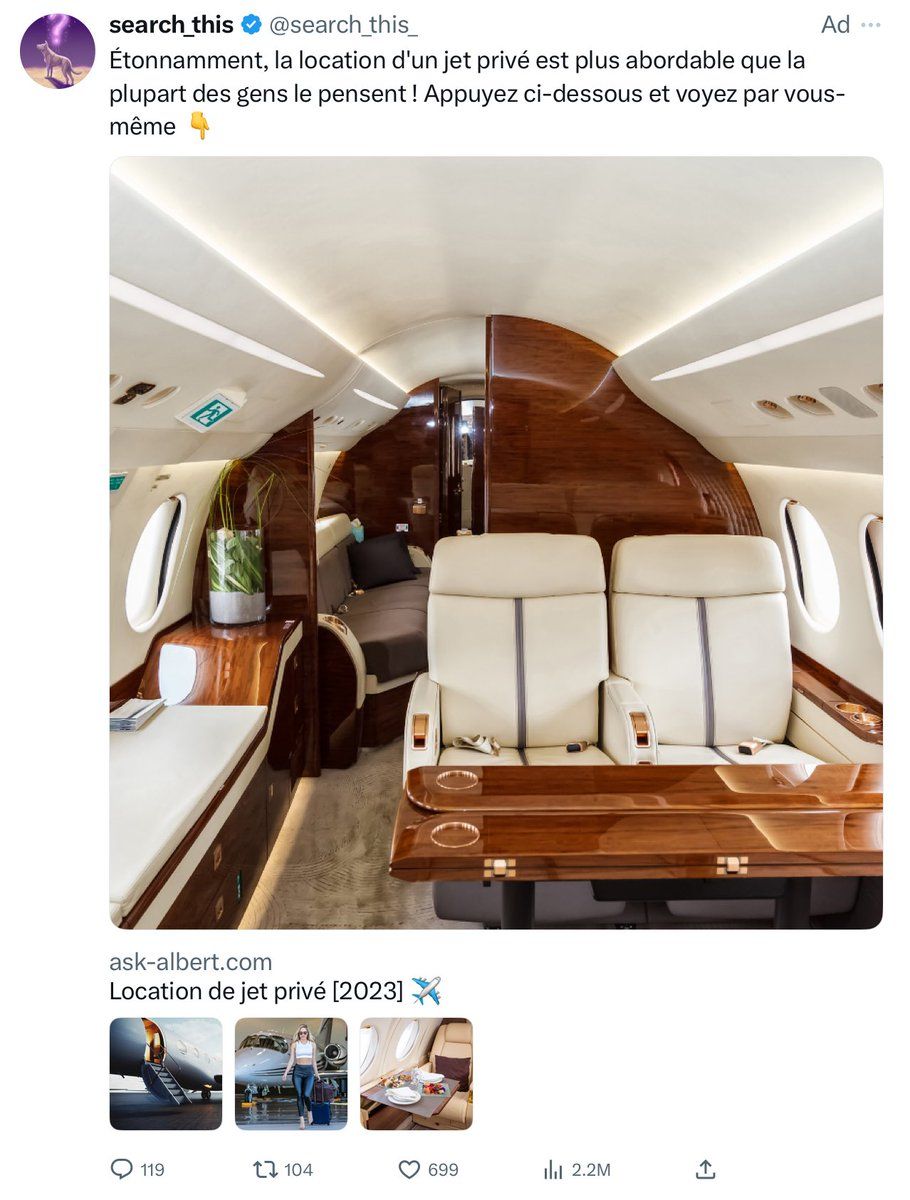 search_this @search_this_ Ad
Étonnamment, la location d'un jet privé est plus abordable que la
plupart des gens le pensent ! Appuyez ci-dessous et voyez par vous-
même 👇
ask-albert.com
Location de jet privé [2023] ✈️
119 104 699 2.2M